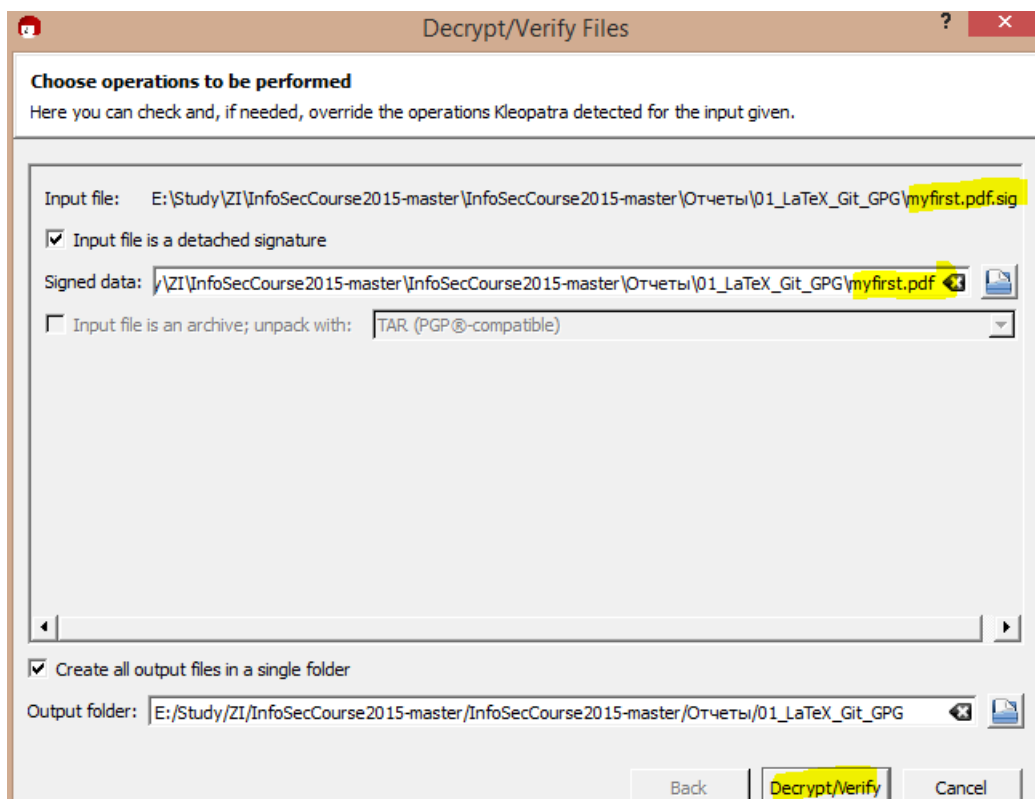 Decrypt/Verify Files
?
Choose operations to be performed
Here you can check and, if needed, override the operations Kleopatra detected for the input given.
Input file: E:\Study\ZI\InfoSecCourse2015-master\InfoSecCourse2015-master\Отчеты\01_LaTeX_Git_GPG\myfirst.pdf.sig
Input file is a detached signature
Signed data: y\ZI\InfoSecCourse2015-master\InfoSecCourse2015-master\Отчеты\01_LaTeX_Git_GPG\myfirst.pdf
Input file is an archive; unpack with: TAR (PGP®-compatible)
Create all output files in a single folder
Output folder: E:/Study/ZI/InfoSecCourse2015-master/InfoSecCourse2015-master/Отчеты/01_LaTeX_Git_GPG
Back Decrypt/Verify Cancel